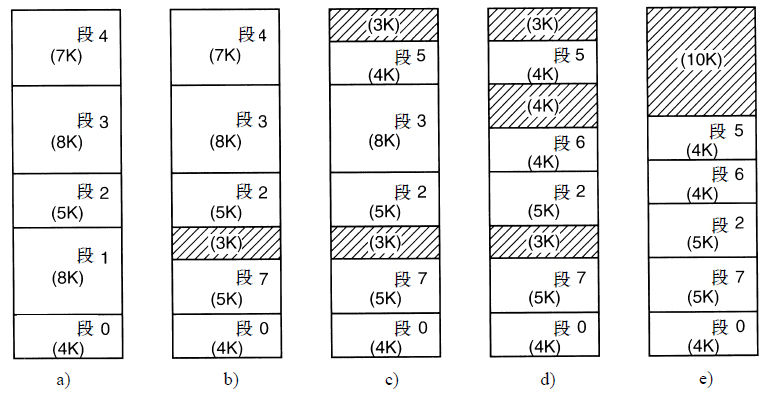 段 4
(7K)
段 3
(8K)
段 2
(5K)
段 1
(8K)
段 0
(4K)
a)
段 4
(7K)
段 3
(8K)
段 2
(5K)
(3K)
段 7
(5K)
段 0
(4K)
b)
(3K)
段 5
(4K)
段 3
(8K)
段 2
(5K)
(3K)
段 7
(5K)
段 0
(4K)
c)
(3K)
段 5
(4K)
(4K)
段 6
(4K)
段 2
(5K)
(3K)
段 7
(5K)
段 0
(4K)
d)
(10K)
段 5
(4K)
段 6
(4K)
段 2
(5K)
段 7
(5K)
段 0
(4K)
e)